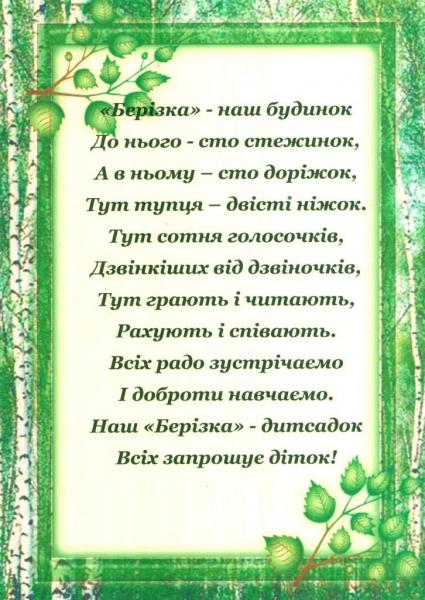 «Берізка» - наш будинок
До нього - сто стежинок,
А в ньому – сто доріжок,
Тут тупця – двісті ніжок.
Тут сотня голосочків,
Дзвінкіших від дзвіночків,
Тут грають і читають,
Рахують і співають.
Всіх радо зустрічаємо
І доброти навчаємо.
Наш «Берізка» - дитсадок
Всіх запрошує діток!